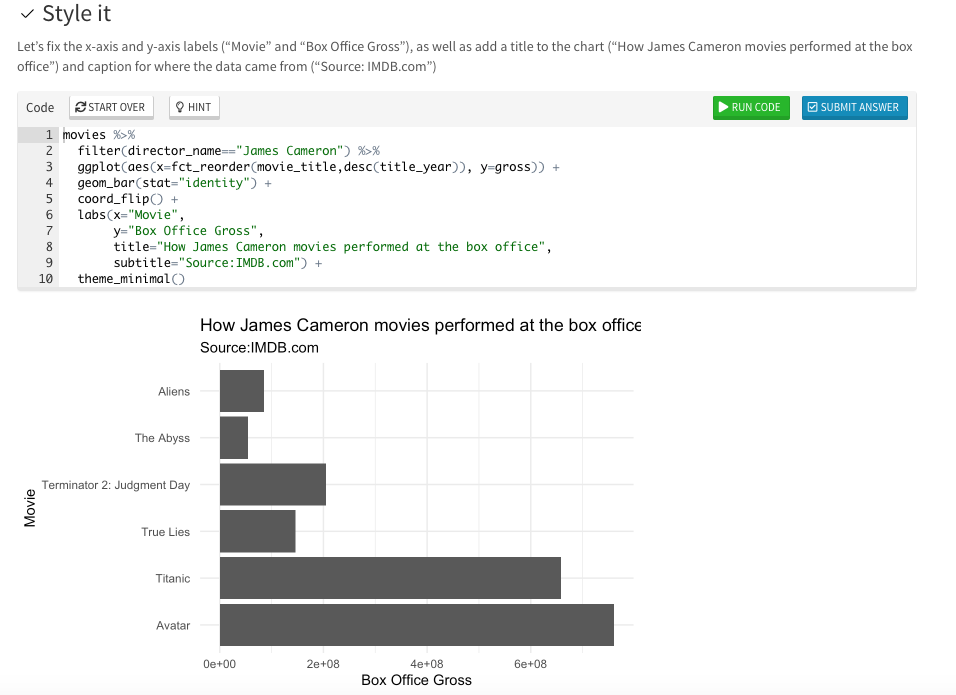 Style it
Let's fix the x-axis and y-axis labels (“Movie” and “Box Office Gross”), as well as add a title to the chart (“How James Cameron movies performed at the box
office”) and caption for where the data came from (“Source: IMDB.com”)
Code START OVER HINT RUN CODE SUBMIT ANSWER
1 movies %>%
2 filter(director_name=="James Cameron") %>%
3 ggplot(aes(x=fct_reorder(movie_title,desc(title_year)), y=gross)) +
4 geom_bar(stat="identity") +
5 coord_flip() +
6 labs(x="Movie",
7 y="Box Office Gross",
8 title="How James Cameron movies performed at the box office",
9 subtitle="Source:IMDB.com") +
10 theme_minimal()
How James Cameron movies performed at the box office
Source:IMDB.com
Aliens
The Abyss
Terminator 2: Judgment Day
True Lies
Titanic
Avatar
Movie
0e+00 2e+08 4e+08 6e+08
Box Office Gross